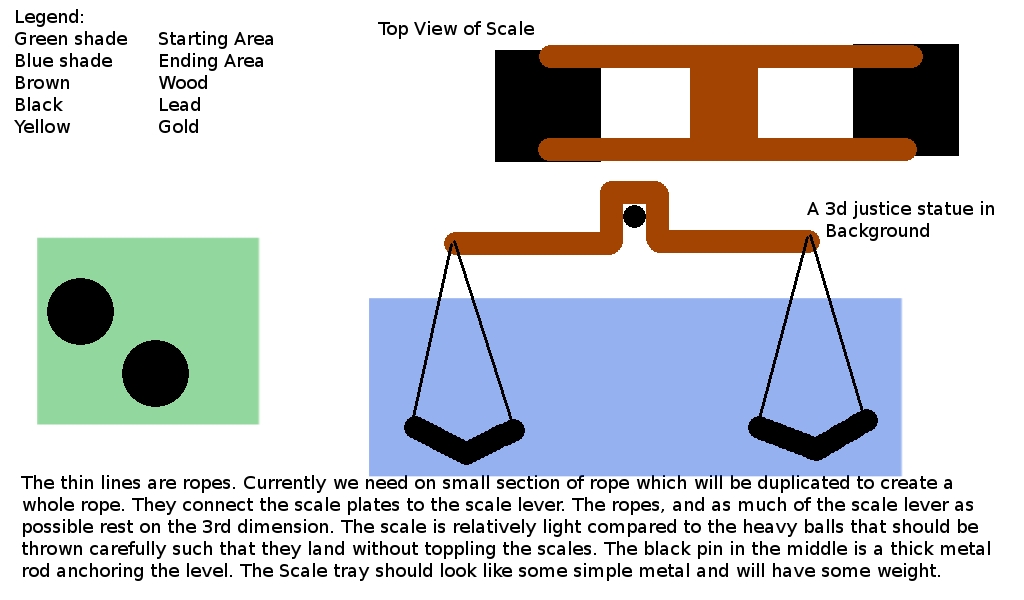 Legend:
Green shade Starting Area
Blue shade Ending Area
Brown Wood
Black Lead
Yellow Gold
Top View of Scale
A 3d justice statue in
Background
The thin lines are ropes. Currently we need on small section of rope which will be duplicated to create a
whole rope. They connect the scale plates to the scale lever. The ropes, and as much of the scale lever as
possible rest on the 3rd dimension. The scale is relatively light compared to the heavy balls that should be
thrown carefully such that they land without toppling the scales. The black pin in the middle is a thick metal
rod anchoring the level. The Scale tray should look like some simple metal and will have some weight.